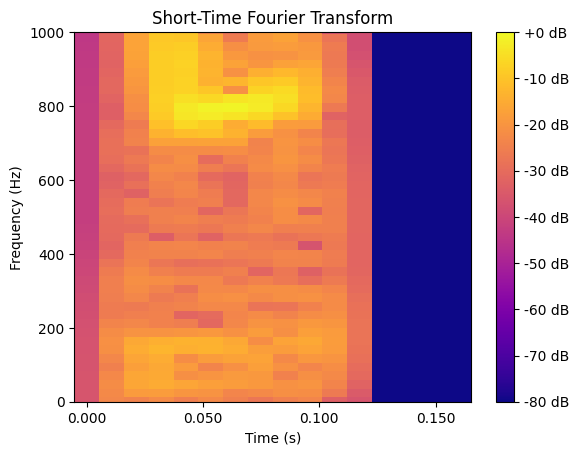 Short-Time Fourier Transform
1000
800
600
400
200
0
Frequency (Hz)
0.000
0.050
0.100
0.150
Time (s)
+0 dB
-10 dB
-20 dB
-30 dB
-40 dB
-50 dB
-60 dB
-70 dB
-80 dB